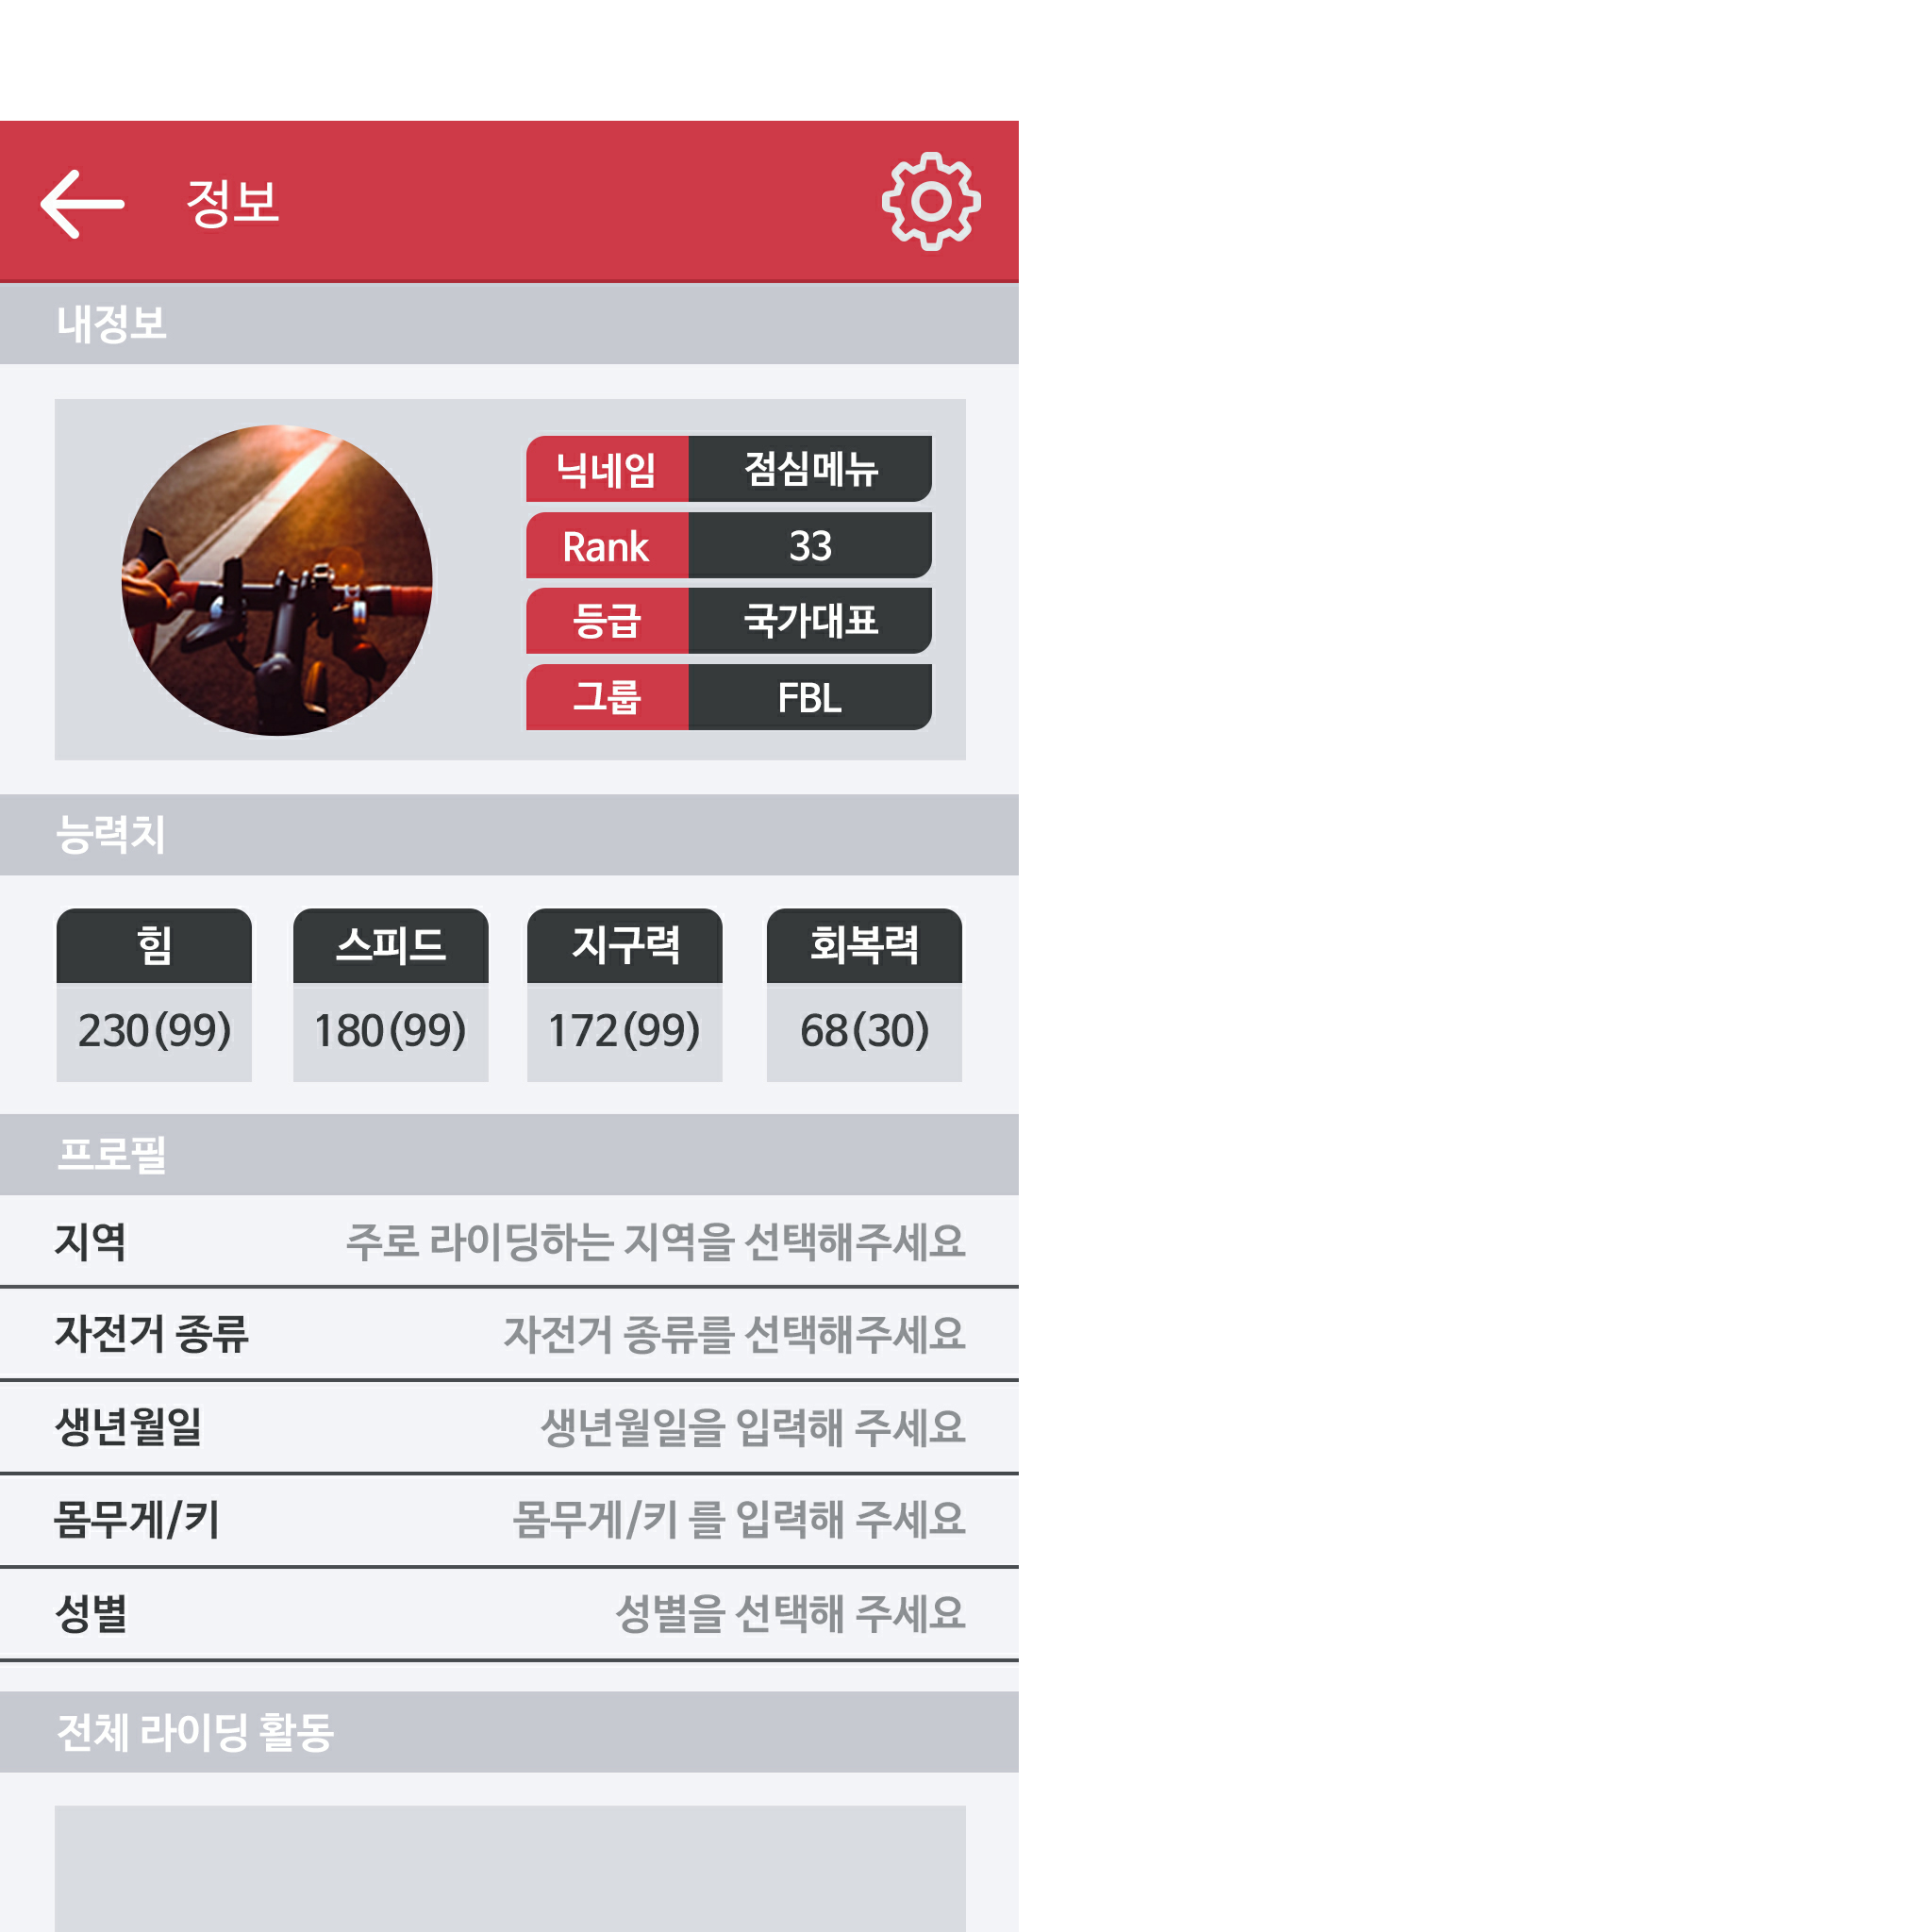 정보
내정보
닉네임 점심메뉴
Rank 33
등급 국가대표
그룹 FBL
능력치
힘 스피드 지구력 회복력
230(99) 180(99) 172(99) 68(30)
프로필
지역 주로 라이딩하는 지역을 선택해주세요
자전거 종류 자전거 종류를 선택해주세요
생년월일 생년월일을 입력해 주세요
몸무게/키 몸무게/키 를 입력해 주세요
성별 성별을 선택해 주세요
전체 라이딩 활동